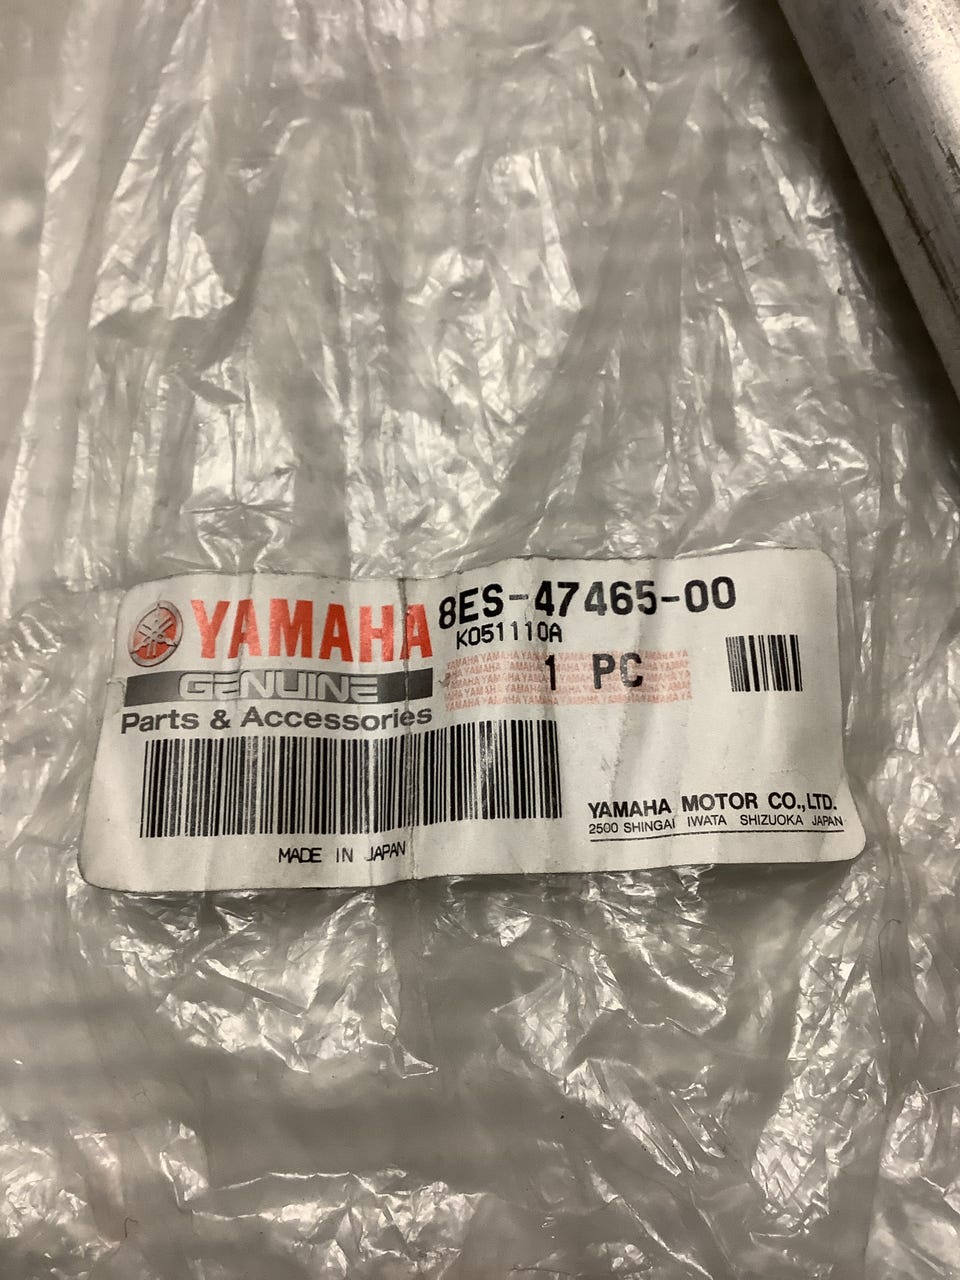 YAMAHA
GENUINE
Parts & Accessories
8ES-47465-00
K051110A
1 PC
MADE IN JAPAN
YAMAHA MOTOR CO.,LTD.
2500 SHINGAI IWATA SHIZUOKA JAPAN